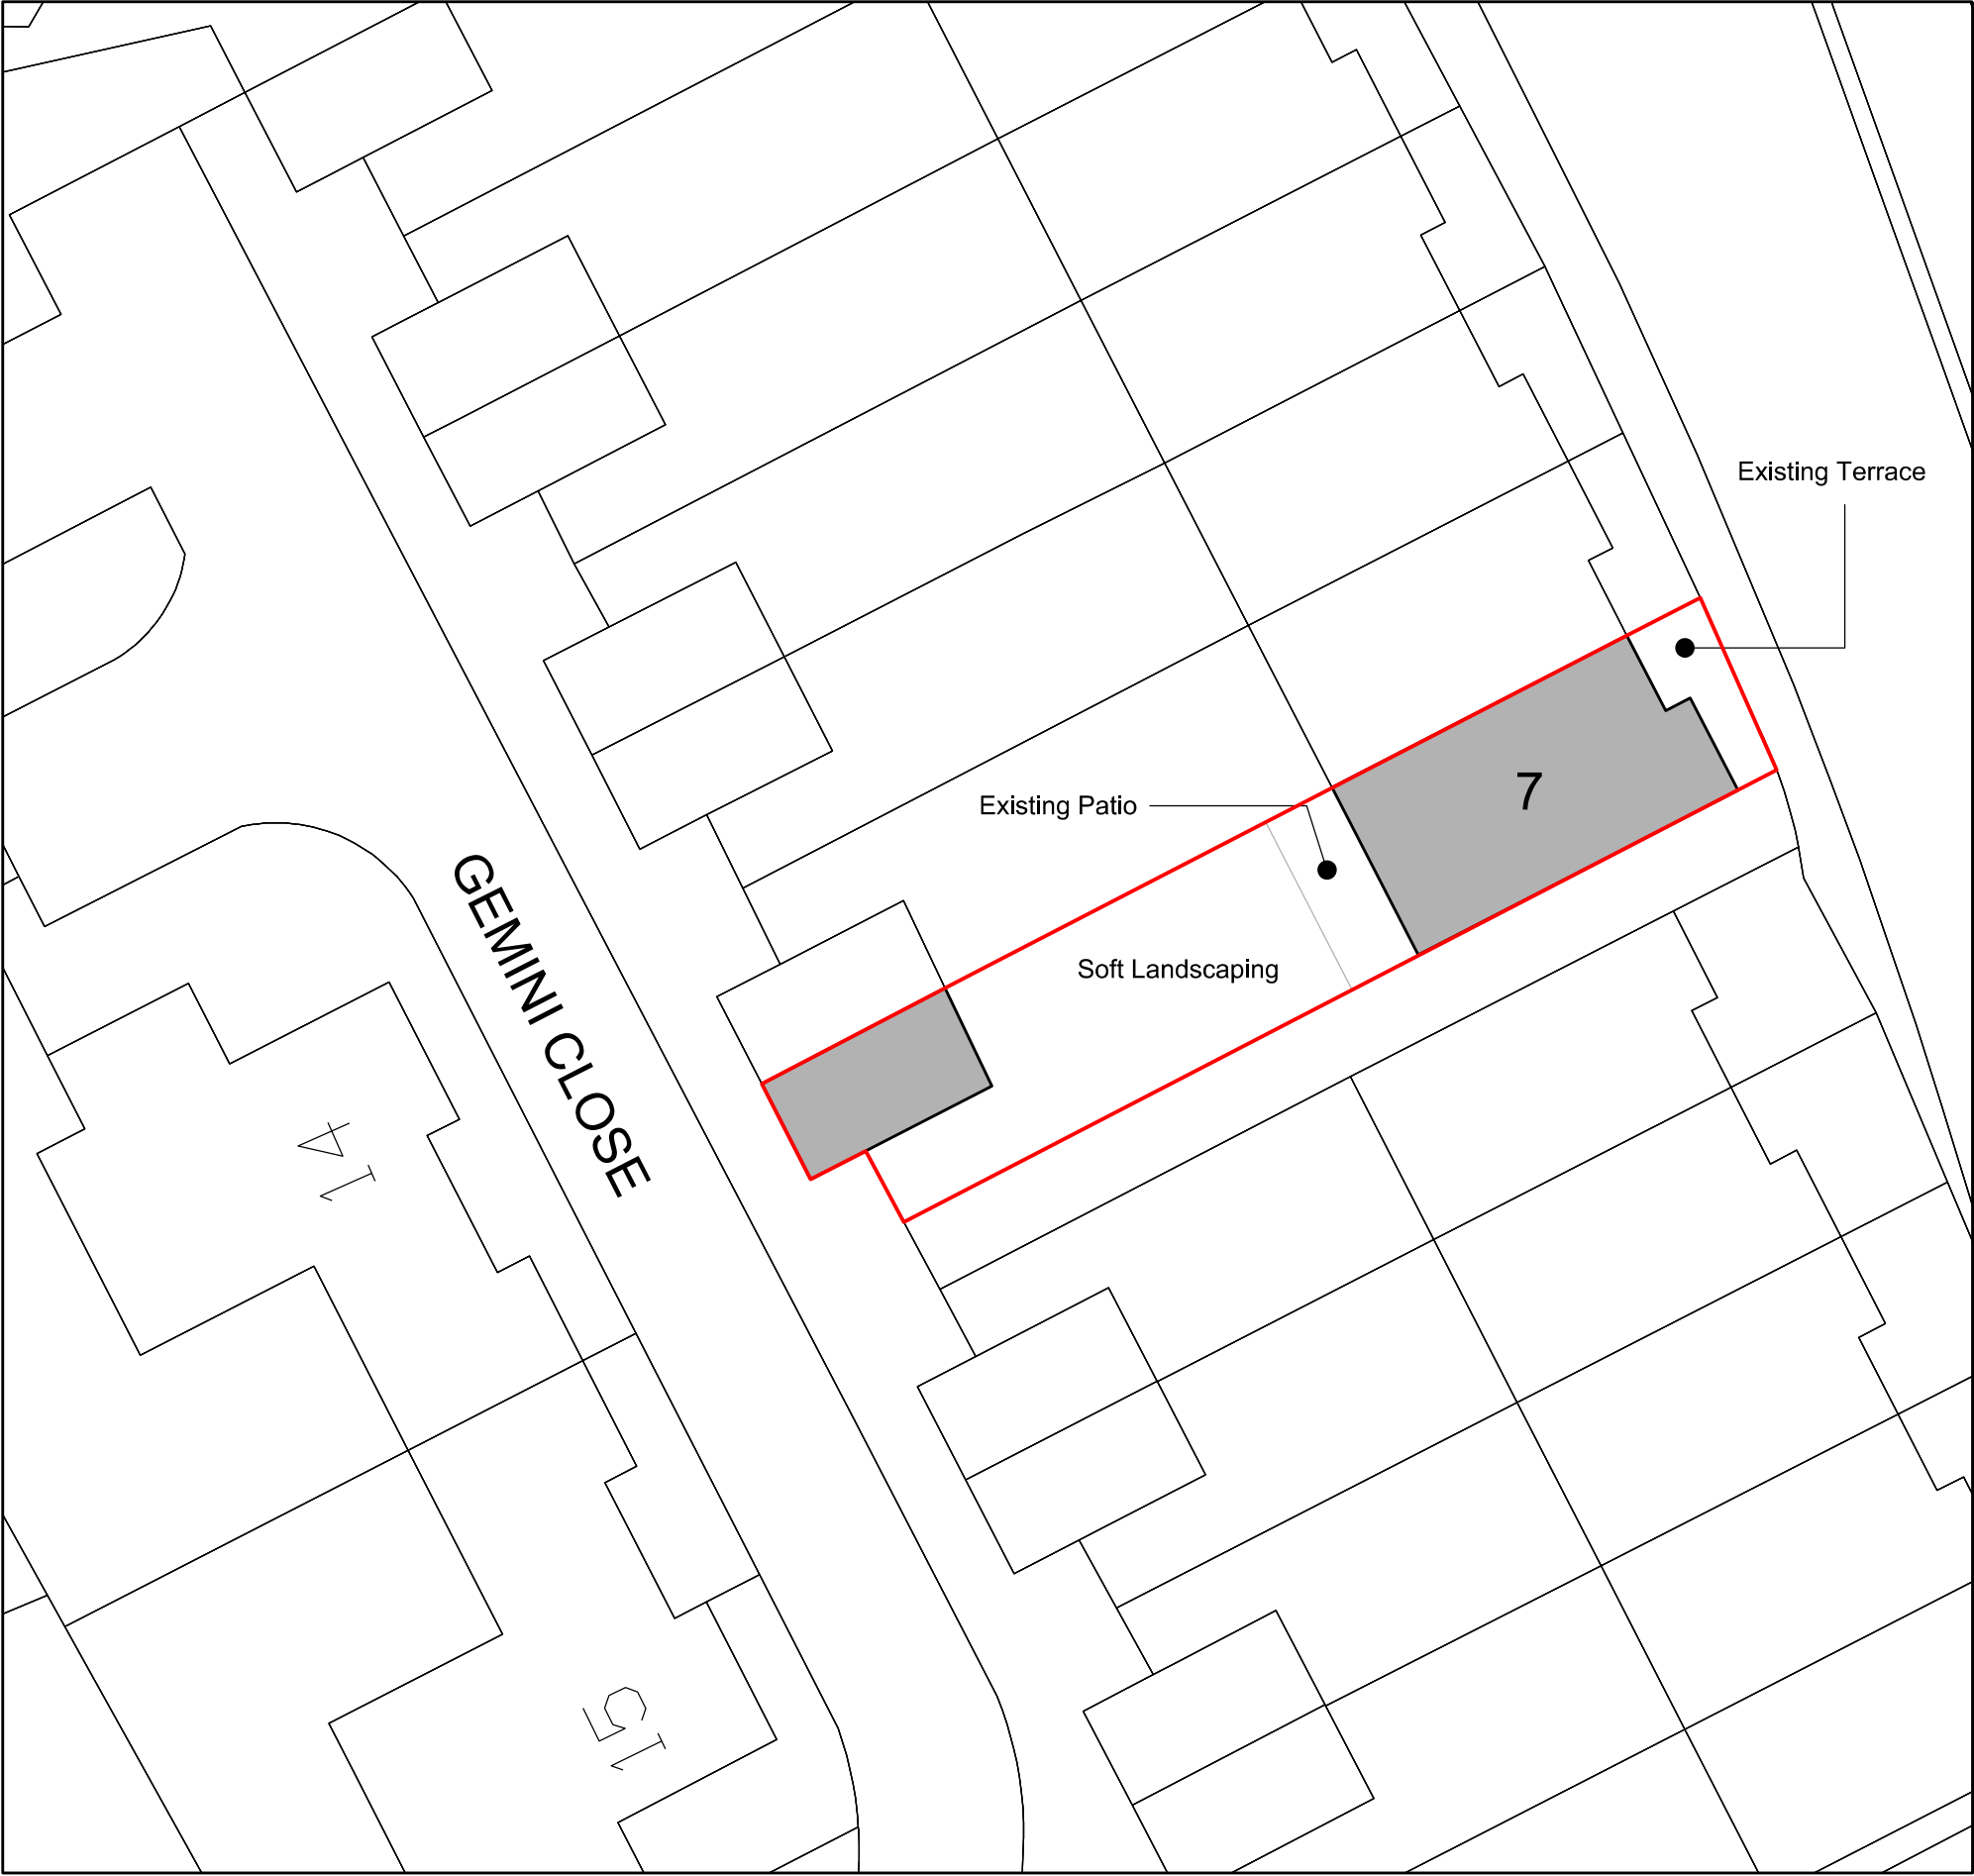 Existing Terrace
7
Existing Patio
Soft Landscaping
GEMINI CLOSE
14
15